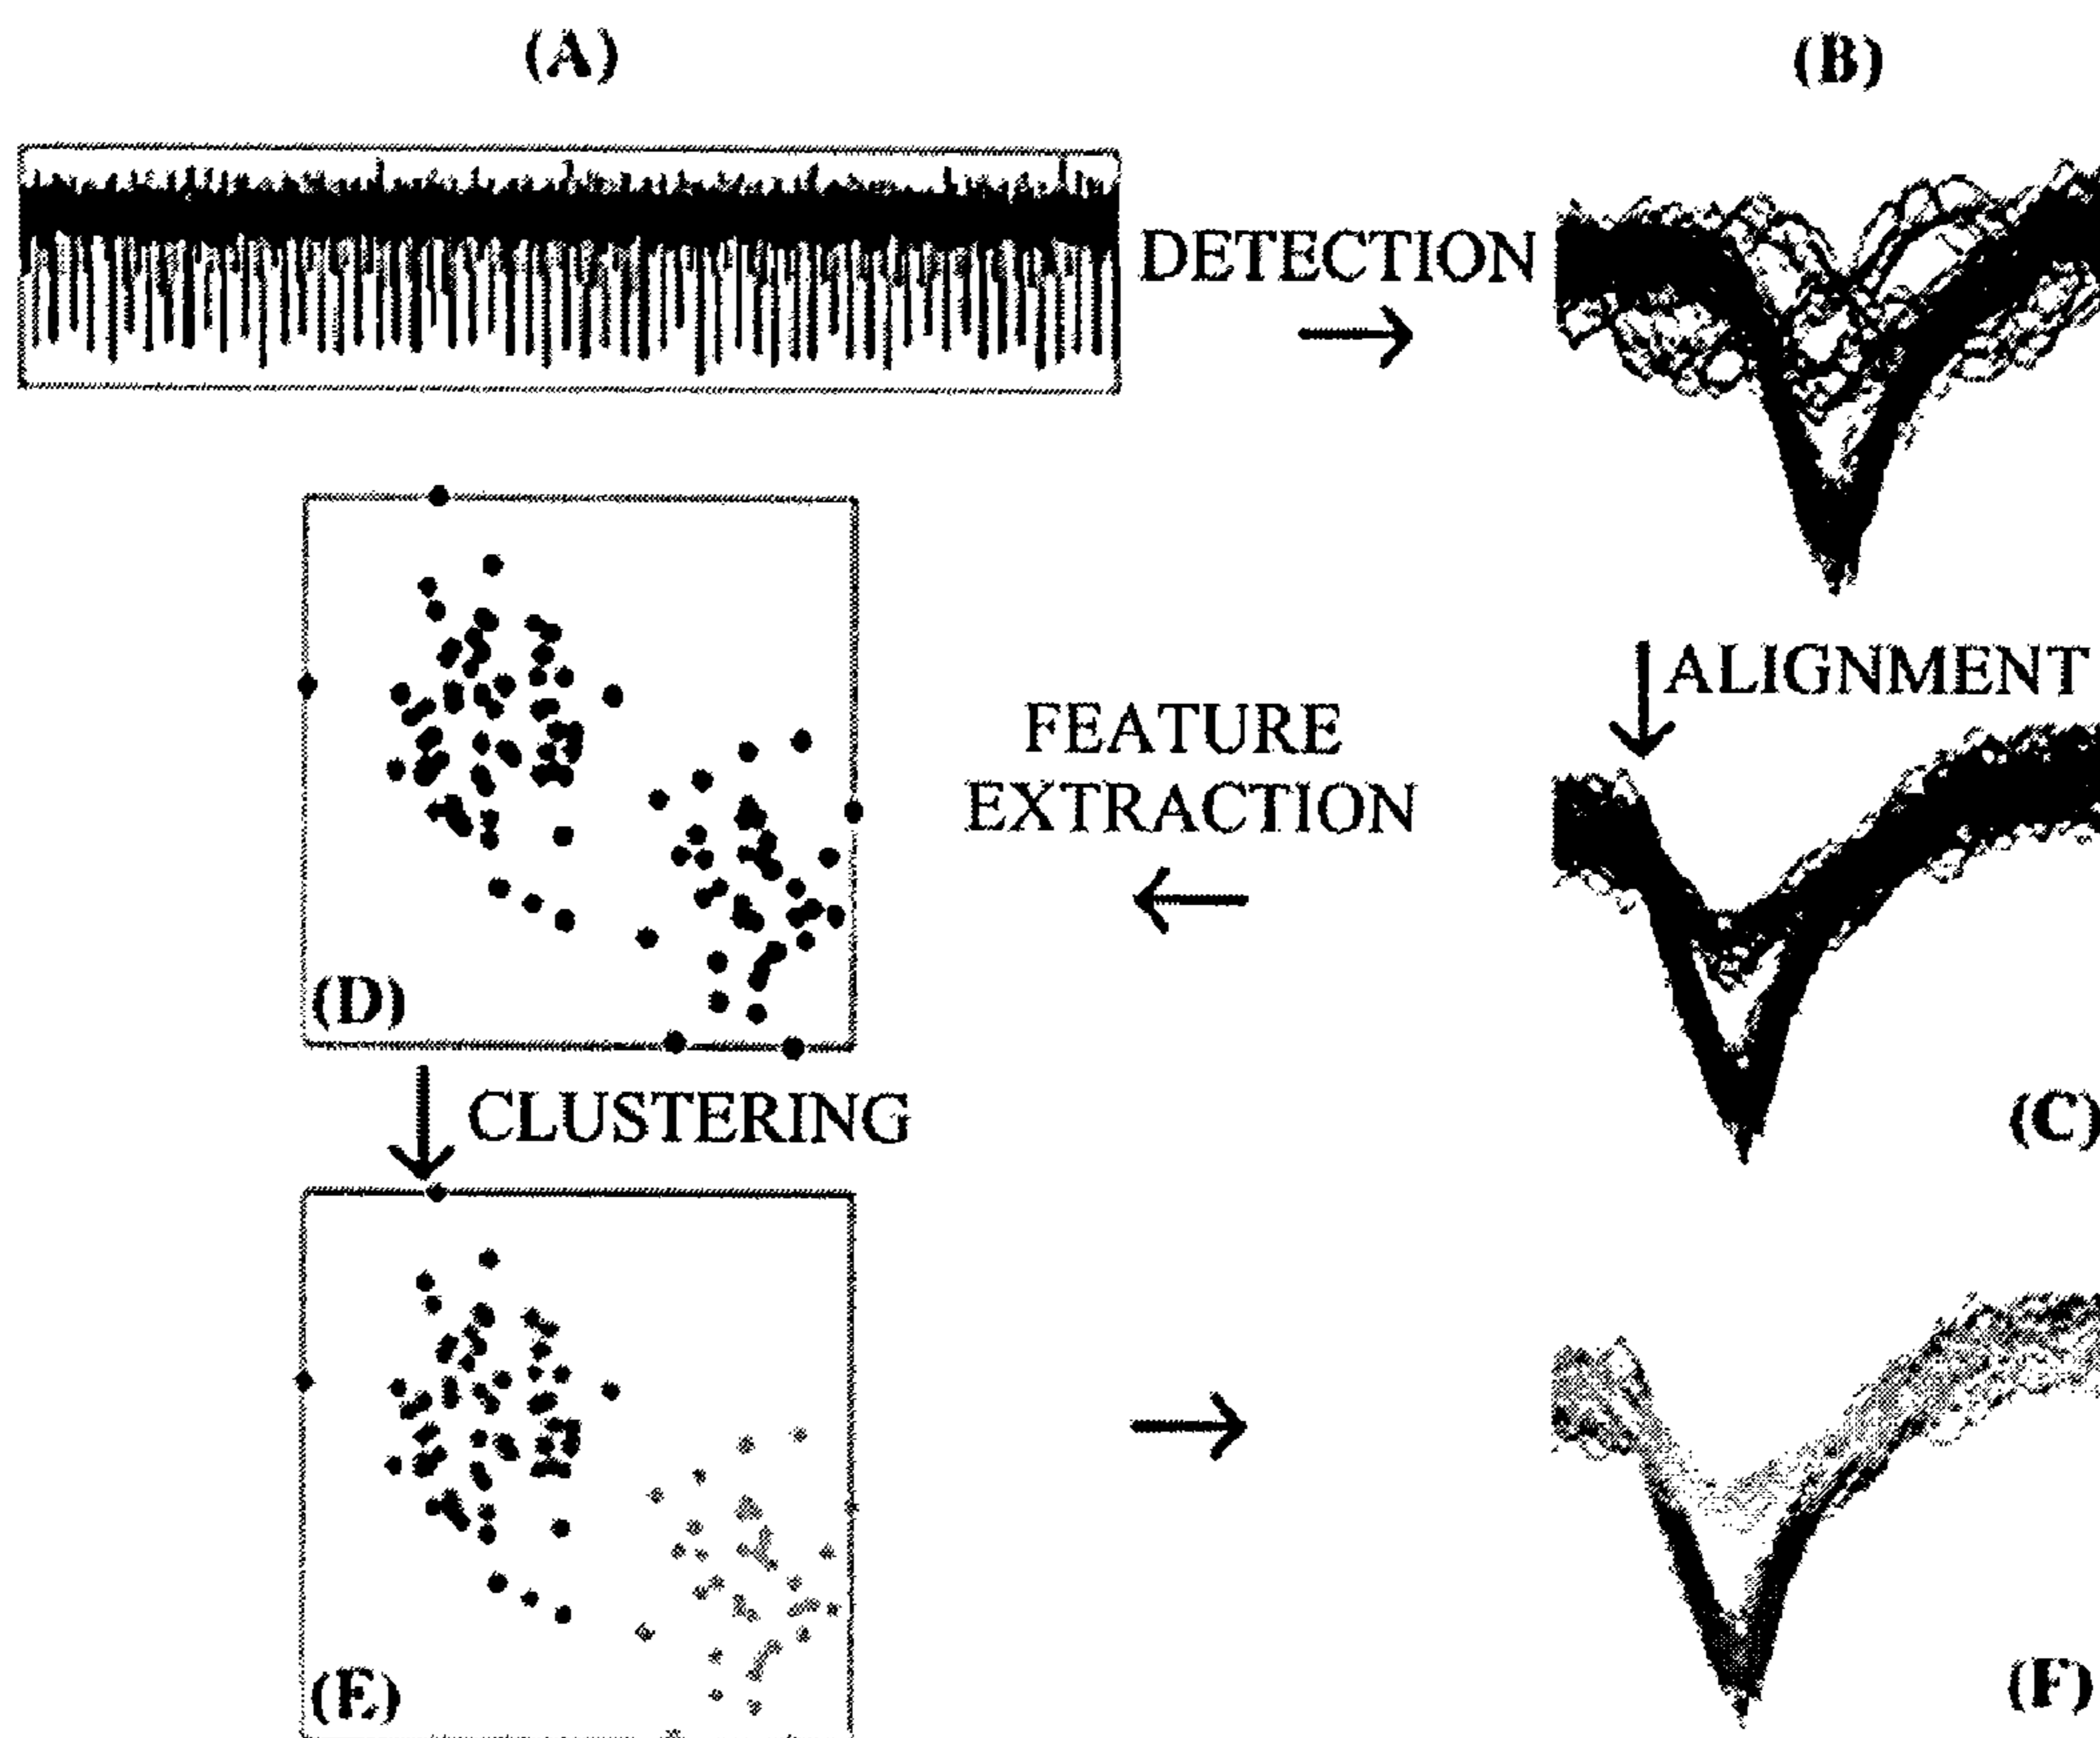 (A)
(B)
DETECTION
ALIGNMENT
FEATURE
EXTRACTION
(D)
(C)
CLUSTERING
(E)
(F)